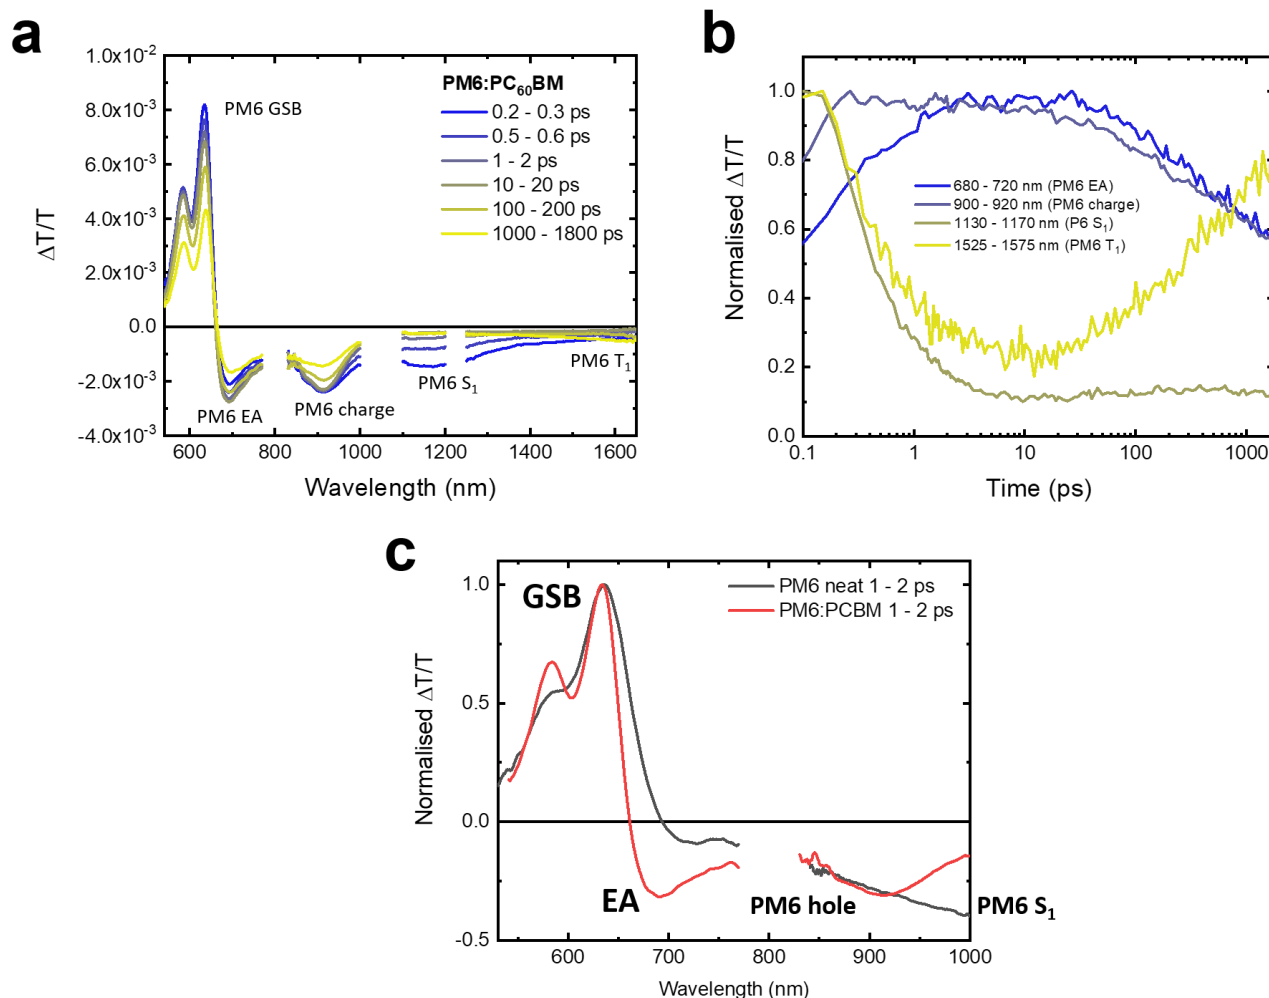 a
1.0x10⁻²
8.0x10⁻³
6.0x10⁻³
4.0x10⁻³
2.0x10⁻³
0.0
-2.0x10⁻³
-4.0x10⁻³
ΔT/T
PM6 GSB
PM6:PC₆₀BM
0.2 - 0.3 ps
0.5 - 0.6 ps
1 - 2 ps
10 - 20 ps
100 - 200 ps
1000 - 1800 ps
PM6 EA
PM6 charge
PM6 S₁
PM6 T₁
600 800 1000 1200 1400 1600
Wavelength (nm)
b
1.0
0.8
0.6
0.4
0.2
0.0
Normalised ΔT/T
680 - 720 nm (PM6 EA)
900 - 920 nm (PM6 charge)
1130 - 1170 nm (P6 S₁)
1525 - 1575 nm (PM6 T₁)
0.1 1 10 100 1000
Time (ps)
c
1.0
0.5
0.0
-0.5
Normalised ΔT/T
GSB
PM6 neat 1 - 2 ps
PM6:PCBM 1 - 2 ps
EA
PM6 hole
PM6 S₁
600 700 800 900 1000
Wavelength (nm)